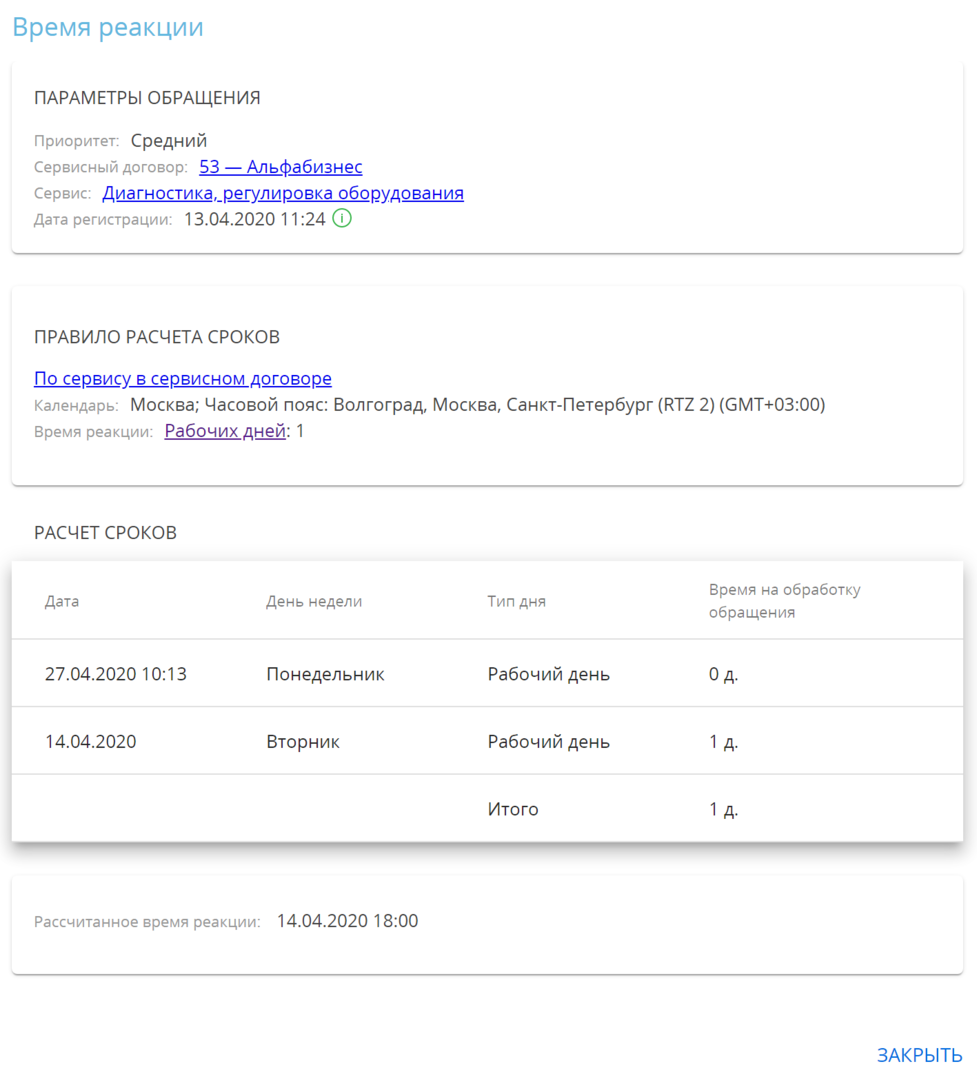 Время реакции
ПАРАМЕТРЫ ОБРАЩЕНИЯ
Приоритет: Средний
Сервисный договор: 53 — Альфабизнес
Сервис: Диагностика, регулировка оборудования
Дата регистрации: 13.04.2020 11:24
ПРАВИЛО РАСЧЕТА СРОКОВ
По сервису в сервисном договоре
Календарь: Москва; Часовой пояс: Волгоград, Москва, Санкт-Петербург (RTZ 2) (GMT+03:00)
Время реакции: Рабочих дней: 1
РАСЧЕТ СРОКОВ
Дата День недели Тип дня Время на обработку
обращения
27.04.2020 10:13 Понедельник Рабочий день 0 д.
14.04.2020 Вторник Рабочий день 1 д.
Итого 1 д.
Рассчитанное время реакции: 14.04.2020 18:00
ЗАКРЫТЬ